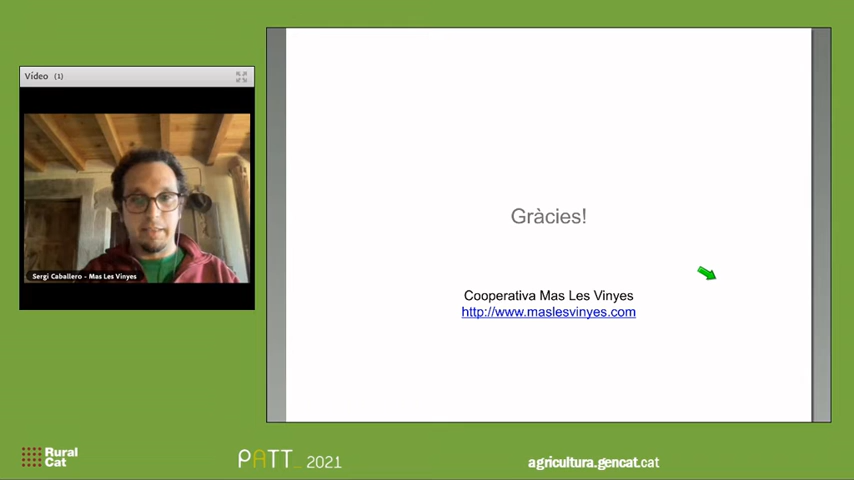 Vídeo (1)
Sergi Caballero - Mas Les Vinyes
Gràcies!
Cooperativa Mas Les Vinyes
http://www.maslesvinyes.com
Rural
Cat
PATT_ 2021
agricultura.gencat.cat